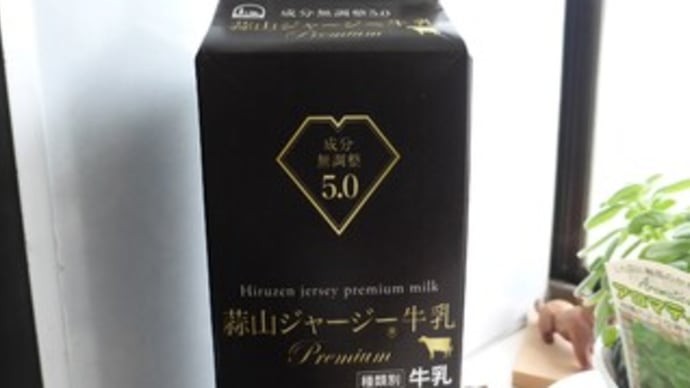 成分無調整5.0
蒜山ジャージー牛乳
Premium
成分
無調整
5.0
Hiruzen jersey premium milk
蒜山ジャージー®牛乳
Premium
種類別 牛乳